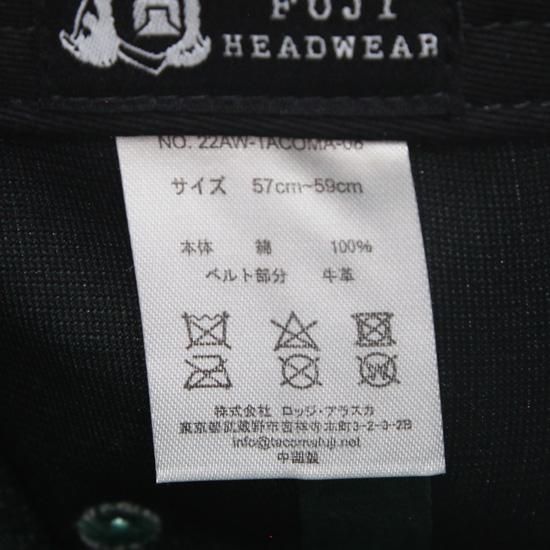 FUJI
HEADWEAR
NO. 22AW-TACOMA-06
サイズ 57cm~59cm
本体 綿 100%
ベルト部分 牛革
株式会社 ロッジ・アラスカ
東京都武蔵野市吉祥寺本町3-2-3-2B
info@tacomafuji.net
中国製